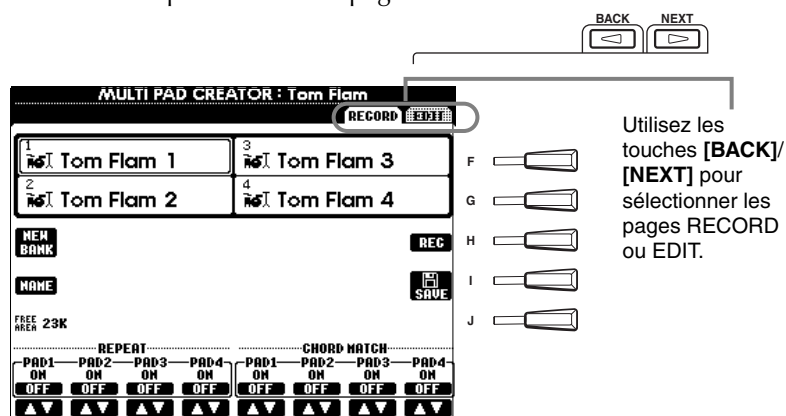 BACK NEXT
MULTI PAD CREATOR : Tom Flam
RECORD EDIT
1 Tom Flam 1
3 Tom Flam 3
2 Tom Flam 2
4 Tom Flam 4
NEW BANK
REC
NAME
SAVE
FREE AREA 23K
REPEAT
CHORD MATCH
PAD1 PAD2 PAD3 PAD4 PAD1 PAD2 PAD3 PAD4
ON ON ON ON ON ON ON ON
OFF OFF OFF OFF OFF OFF OFF OFF
F
G
H
I
J
Utilisez les
touches [BACK]/
[NEXT] pour
sélectionner les
pages RECORD
ou EDIT.